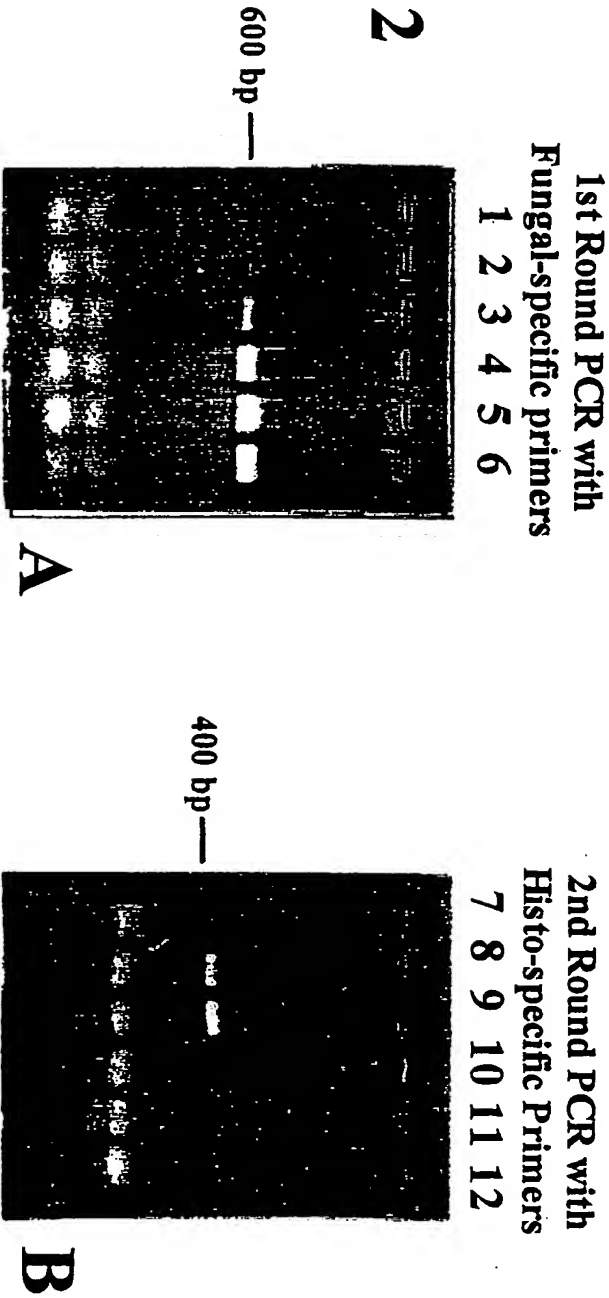 2
1st Round PCR with
Fungal-specific primers
1 2 3 4 5 6
600 bp
A
2nd Round PCR with
Histo-specific Primers
7 8 9 10 11 12
400 bp
B